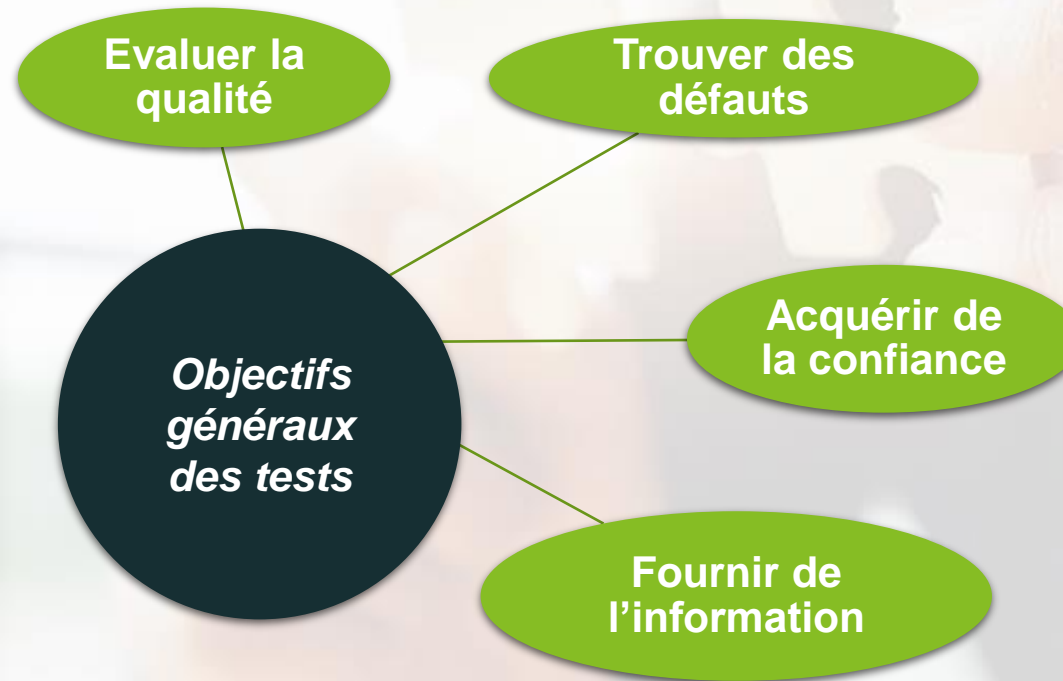 Evaluer la
qualité
Trouver des
défauts
Acquérir de
la confiance
Objectifs
généraux
des tests
Fournir de
l’information